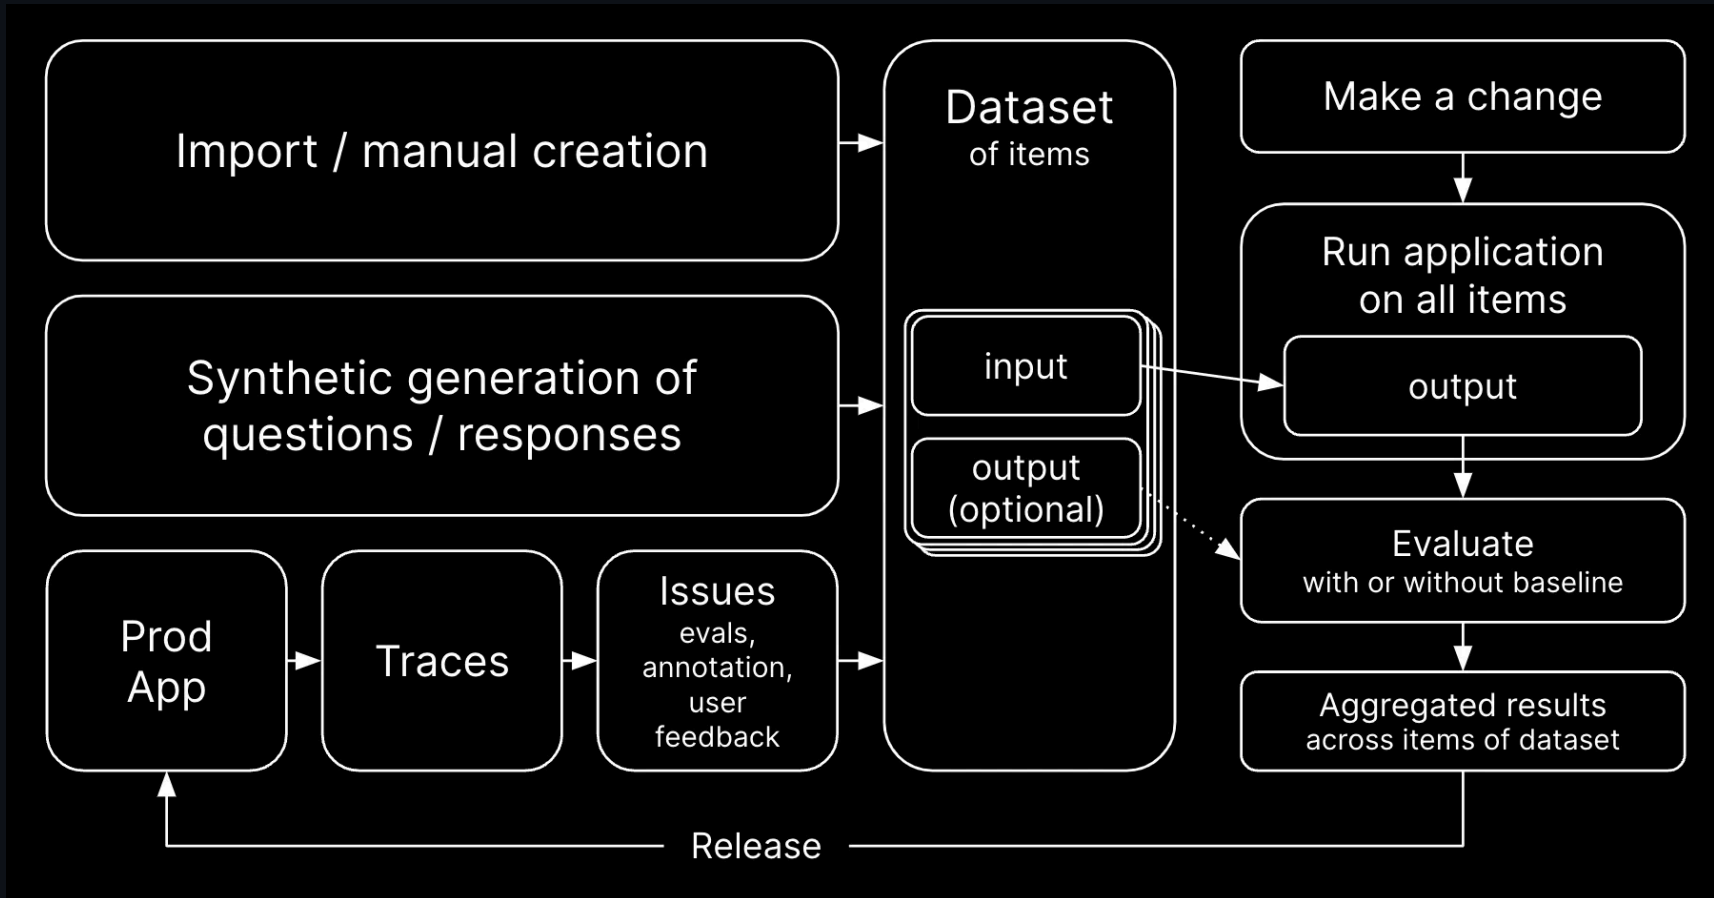 Import / manual creation
Synthetic generation of
questions / responses
Prod
App
Traces
Issues
evals,
annotation,
user
feedback
Dataset
of items
input
output
(optional)
Make a change
Run application
on all items
output
Evaluate
with or without baseline
Aggregated results
across items of dataset
Release